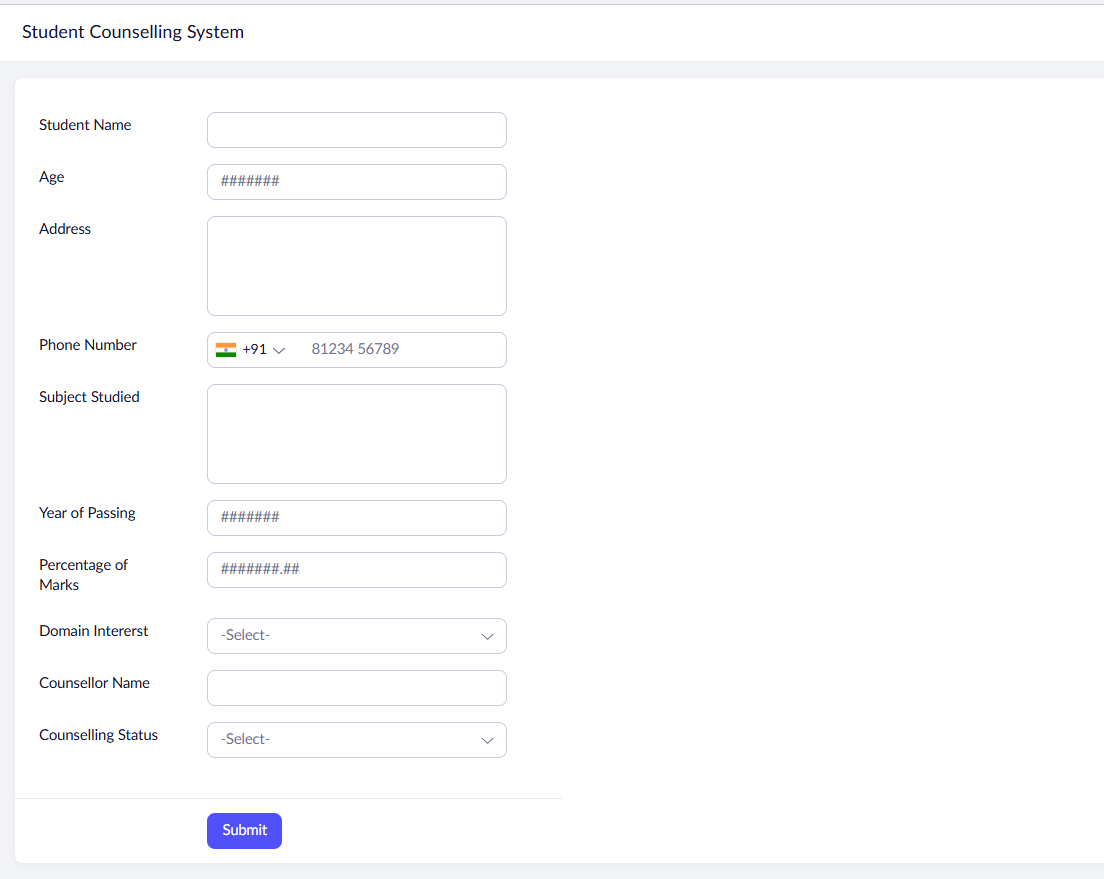 Student Counselling System
Student Name
Age
#######
Address
Phone Number
+91
81234 56789
Subject Studied
Year of Passing
#######
Percentage of
Marks
#######.##
Domain Intererst
-Select-
Counsellor Name
Counselling Status
-Select-
Submit